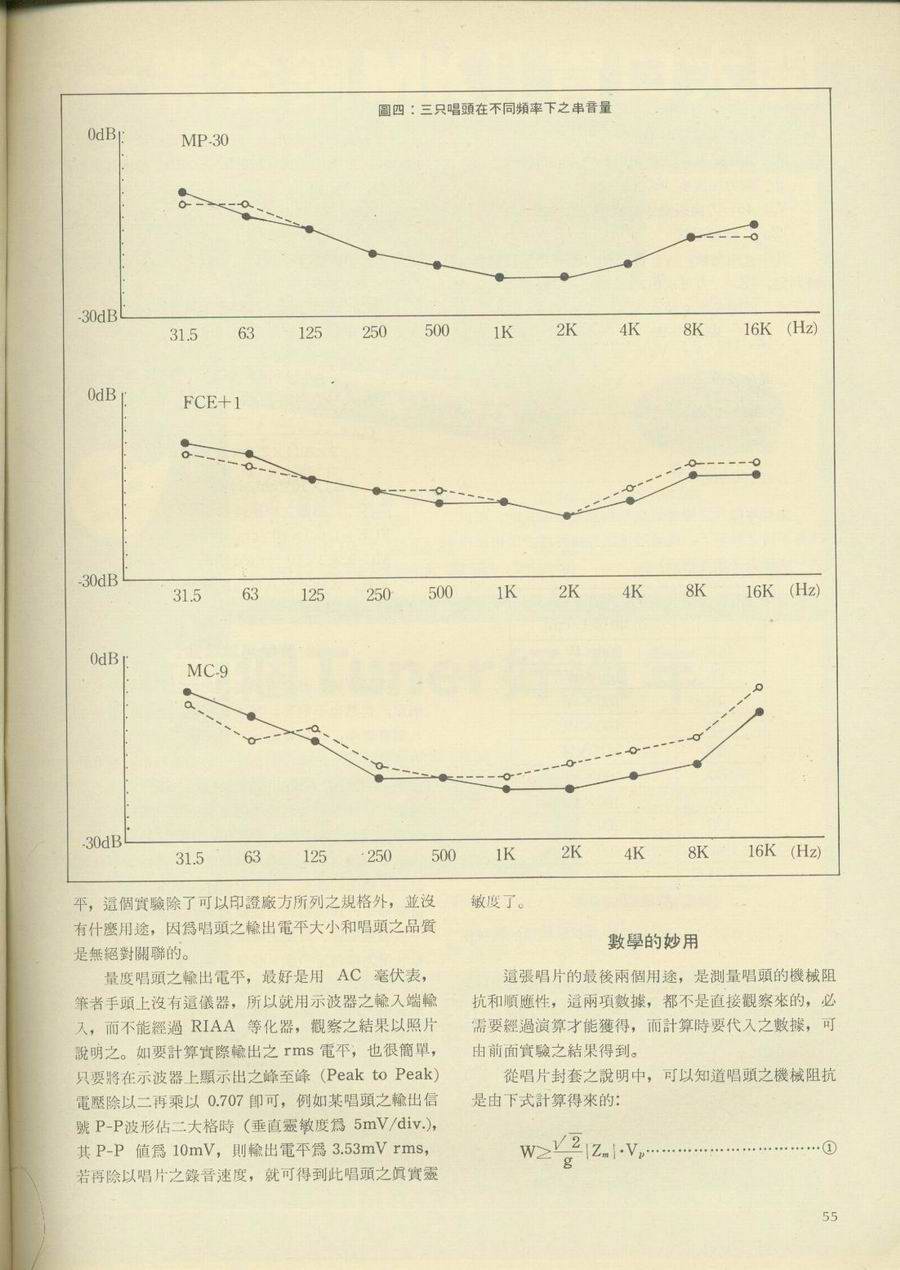 圖四：三只唱頭在不同頻率下之串音量
0dB
MP-30
-30dB
31.5 63 125 250 500 1K 2K 4K 8K 16K (Hz)
0dB
FCE+1
-30dB
31.5 63 125 250 500 1K 2K 4K 8K 16K (Hz)
0dB
MC-9
-30dB
31.5 63 125 250 500 1K 2K 4K 8K 16K (Hz)
平，這個實驗除了可以印證廠方所列之規格外，並沒
有什麼用途，因爲唱頭之輸出電平大小和唱頭之品質
是無絕對關聯的。
量度唱頭之輸出電平，最好是用 AC 毫伏表，
筆者手頭上沒有這儀器，所以就用示波器之輸入端輸
入，而不能經過 RIAA 等化器，觀察之結果以照片
說明之。如要計算實際輸出之 rms 電平，也很簡單，
只要將在示波器上顯示出之峰至峰 (Peak to Peak)
電壓除以二再乘以 0.707 卽可，例如某唱頭之輸出信
號 P-P波形佔二大格時 (垂直靈敏度爲 5mV/div.)，
其 P-P 值爲 10mV，則輸出電平爲 3.53mV rms，
若再除以唱片之錄音速度，就可得到此唱頭之眞實靈
敏度了。
數學的妙用
這張唱片的最後兩個用途，是測量唱頭的機械阻
抗和順應性，這兩項數據，都不是直接觀察來的，必
需要經過演算才能獲得，而計算時要代入之數據，可
由前面實驗之結果得到。
從唱片封套之說明中，可以知道唱頭之機械阻抗
是由下式計算得來的：
W≥√2/g |Zm|·Vp………………………………①
55